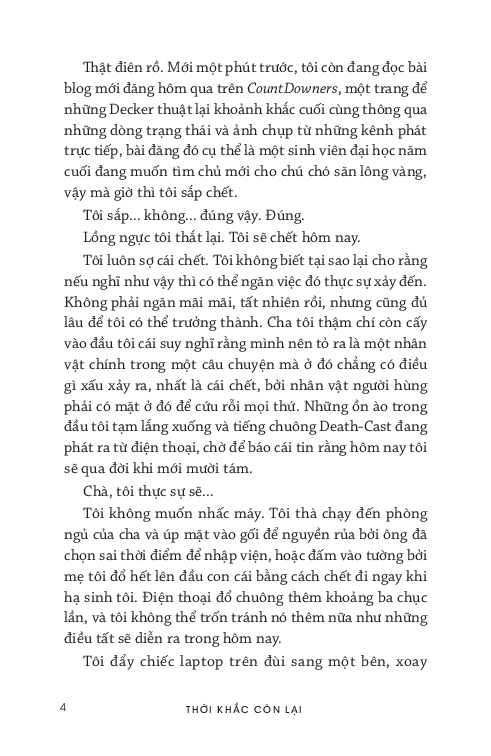 Thật điên rồ. Mới một phút trước, tôi còn đang đọc bài
blog mới đăng hôm qua trên CountDowners, một trang để
những Decker thuật lại khoảnh khắc cuối cùng thông qua
những dòng trạng thái và ảnh chụp từ những kênh phát
trực tiếp, bài đăng đó cụ thể là một sinh viên đại học năm
cuối đang muốn tìm chủ mới cho chú chó săn lông vàng,
vậy mà giờ thì tôi sắp chết.
Tôi sắp... không... đúng vậy. Đúng.
Lồng ngực tôi thắt lại. Tôi sẽ chết hôm nay.
Tôi luôn sợ cái chết. Tôi không biết tại sao lại cho rằng
nếu nghĩ như vậy thì có thể ngăn việc đó thực sự xảy đến.
Không phải ngăn mãi mãi, tất nhiên rồi, nhưng cũng đủ
lâu để tôi có thể trưởng thành. Cha tôi thậm chí còn cấy
vào đầu tôi cái suy nghĩ rằng mình nên tỏ ra là một nhân
vật chính trong một câu chuyện mà ở đó chẳng có điều
gì xấu xảy ra, nhất là cái chết, bởi nhân vật người hùng
phải có mặt ở đó để cứu rỗi mọi thứ. Những ồn ào trong
đầu tôi tạm lắng xuống và tiếng chuông Death-Cast đang
phát ra từ điện thoại, chờ để báo cái tin rằng hôm nay tôi
sẽ qua đời khi mới mười tám.
Chà, tôi thực sự sẽ...
Tôi không muốn nhấc máy. Tôi thà chạy đến phòng
ngủ của cha và úp mặt vào gối để nguyền rủa bởi ông đã
chọn sai thời điểm để nhập viện, hoặc đấm vào tường bởi
mẹ tôi đổ hết lên đầu con cái bằng cách chết đi ngay khi
hạ sinh tôi. Điện thoại đổ chuông thêm khoảng ba chục
lần, và tôi không thể trốn tránh nó thêm nữa như những
điều tất sẽ diễn ra trong hôm nay.
Tôi đẩy chiếc laptop trên đùi sang một bên, xoay
4
THỜI KHẮC CÒN LẠI